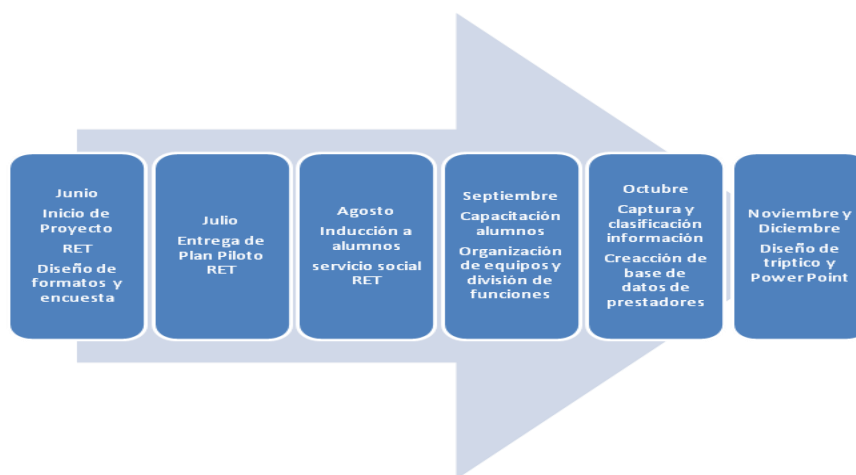 Junio
Inicio de
Proyecto
RET
Diseño de
formatos y
encuesta
Julio
Entrega de
Plan Piloto
RET
Agosto
Inducción a
alumnos
servicio social
RET
Septiembre
Capacitación
alumnos
Organización
de equipos y
división de
funciones
Octubre
Captura y
clasificación
información
Creacción de
base de
datos de
prestadores
Noviembre y
Diciembre
Diseño de
tríptico y
Power Point